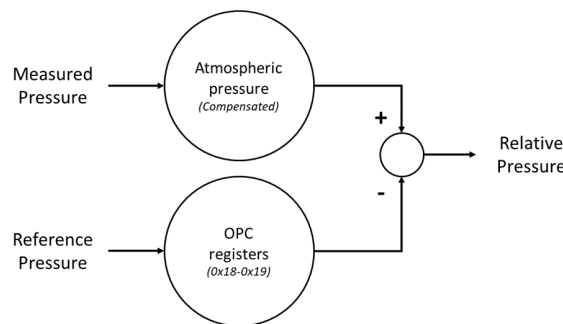 Measured
Pressure
Atmospheric
pressure
(Compensated)
+
Relative
Pressure
-
Reference
Pressure
OPC
registers
(0x18-0x19)